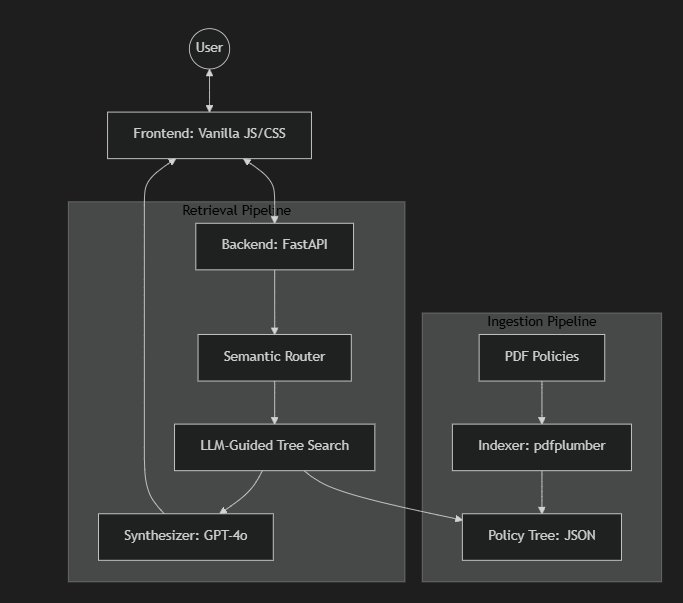 User
Frontend: Vanilla JS/CSS
Retrieval Pipeline
Backend: FastAPI
Semantic Router
LLM-Guided Tree Search
Synthesizer: GPT-4o
Ingestion Pipeline
PDF Policies
Indexer: pdfplumber
Policy Tree: JSON